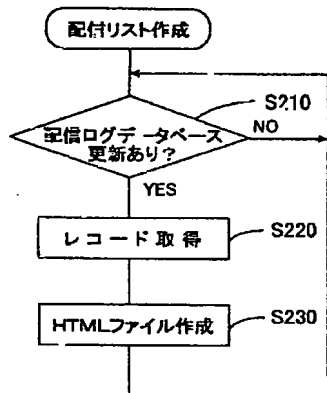 配付リスト作成
S210
配信ログデータベース
更新あり?
NO
YES
レコード取得
S220
HTMLファイル作成
S230